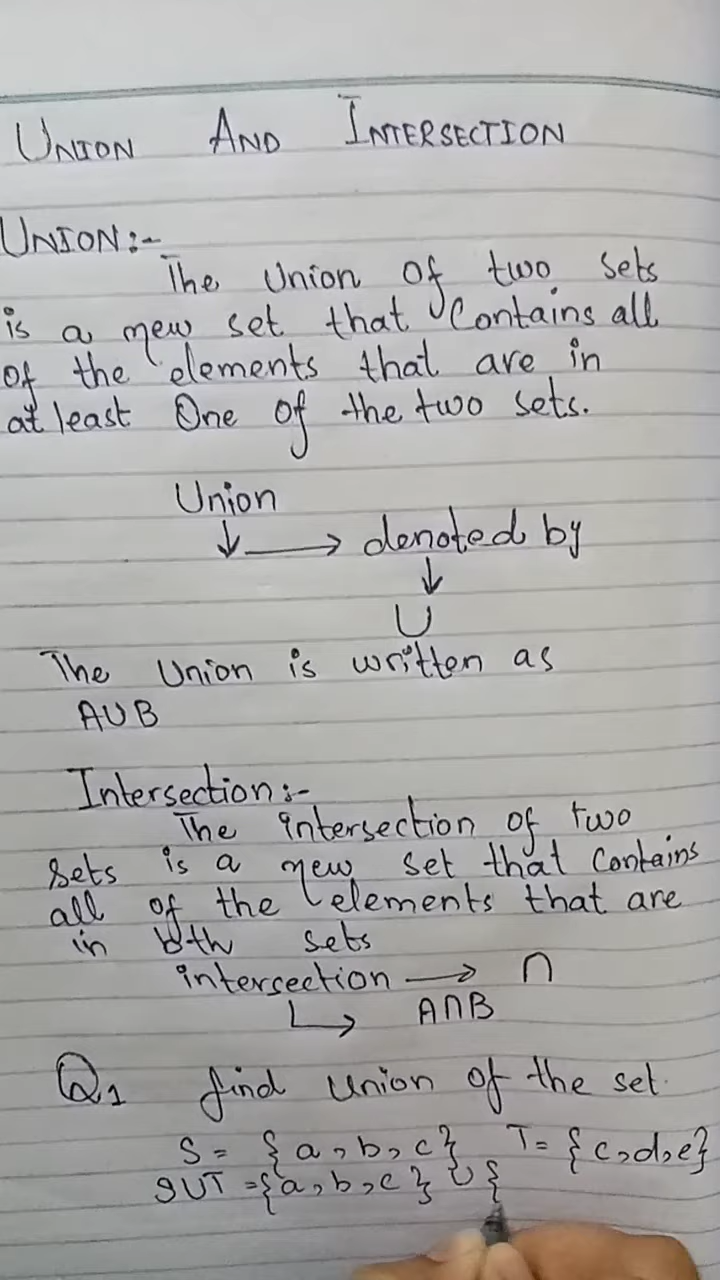 UNION AND INTERSECTION
UNION:-
The Union of two sets
is a new set that Contains all
of the elements that are in
at least One of the two sets.
Union
↓ → denoted by
↓
U
The Union is written as
AUB
Intersection:-
The intersection of two
sets is a new set that Contains
all of the elements that are
in both sets
intersection → ∩
↳ A∩B
Q1 find union of the set.
S = {a, b, c} T = {c, d, e}
SUT = {a, b, c} U {